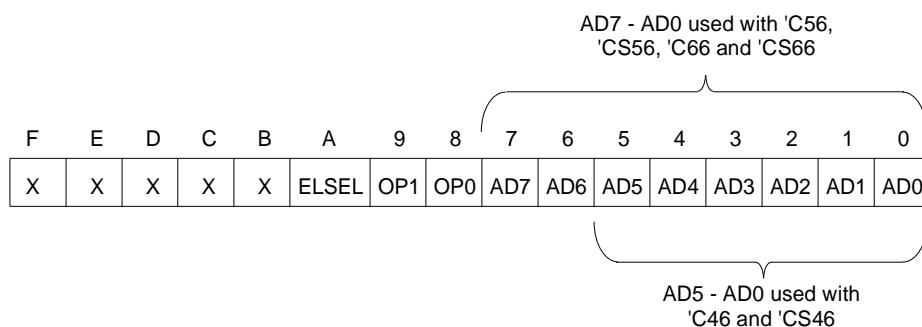 AD7 - AD0 used with 'C56,
'CS56, 'C66 and 'CS66
F E D C B A 9 8 7 6 5 4 3 2 1 0
X X X X X ELSEL OP1 OP0 AD7 AD6 AD5 AD4 AD3 AD2 AD1 AD0
AD5 - AD0 used with
'C46 and 'CS46